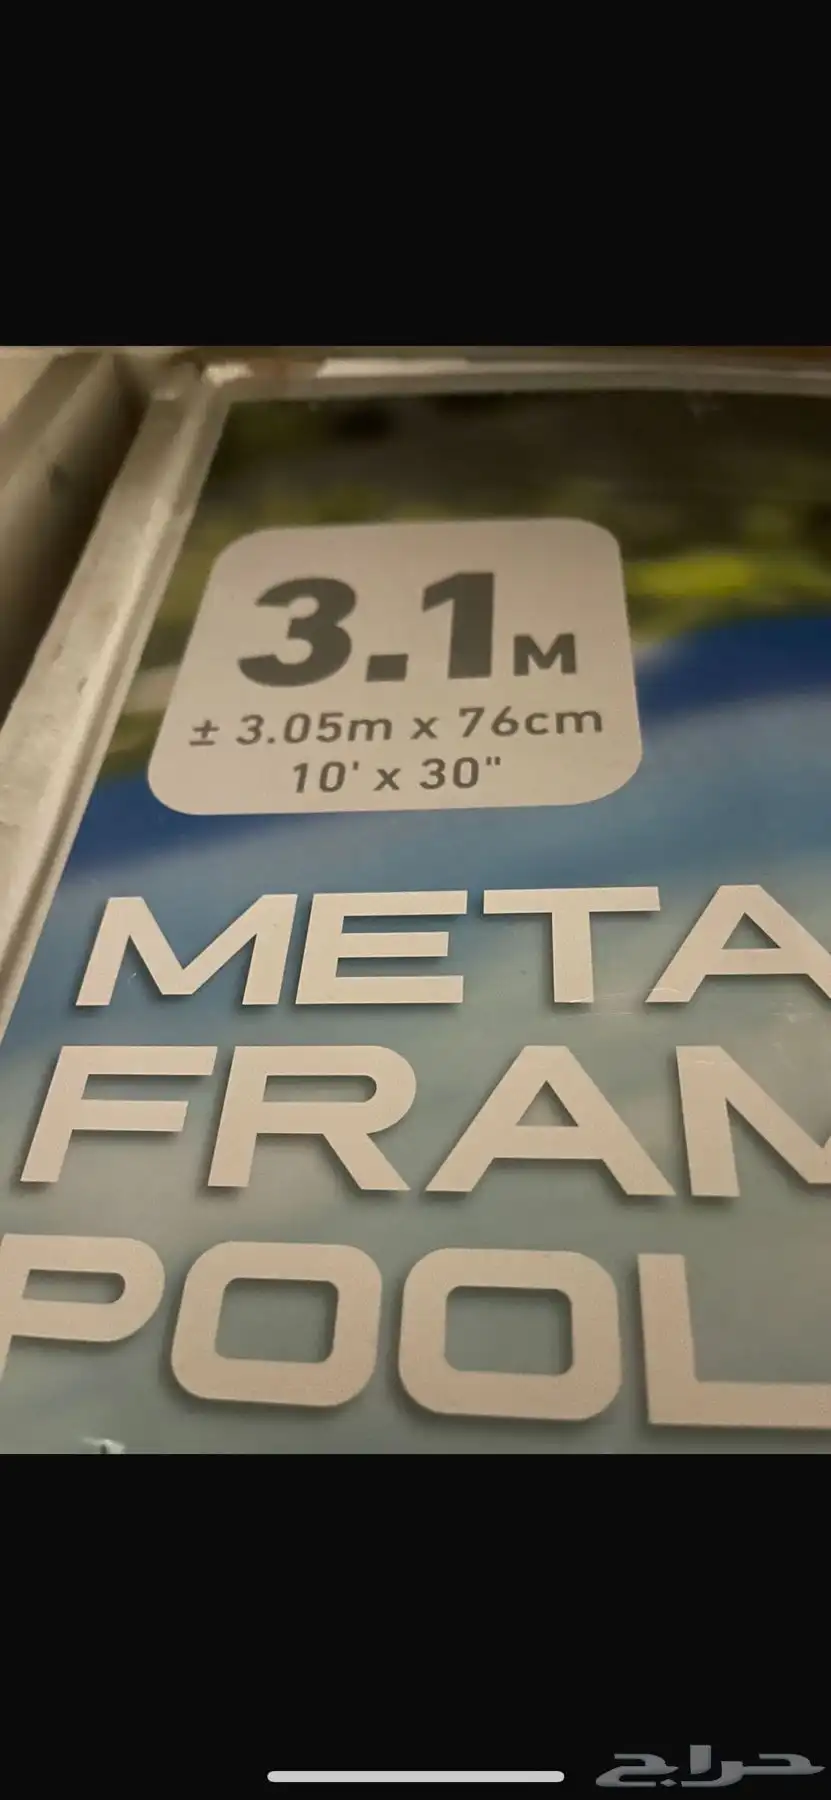 3.1M
± 3.05m x 76cm
10' x 30"
META
FRAM
POOL
حراج